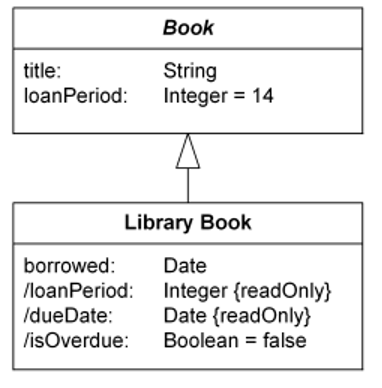 Book
title: String
loanPeriod: Integer = 14
Library Book
borrowed: Date
/loanPeriod: Integer {readOnly}
/dueDate: Date {readOnly}
/isOverdue: Boolean = false